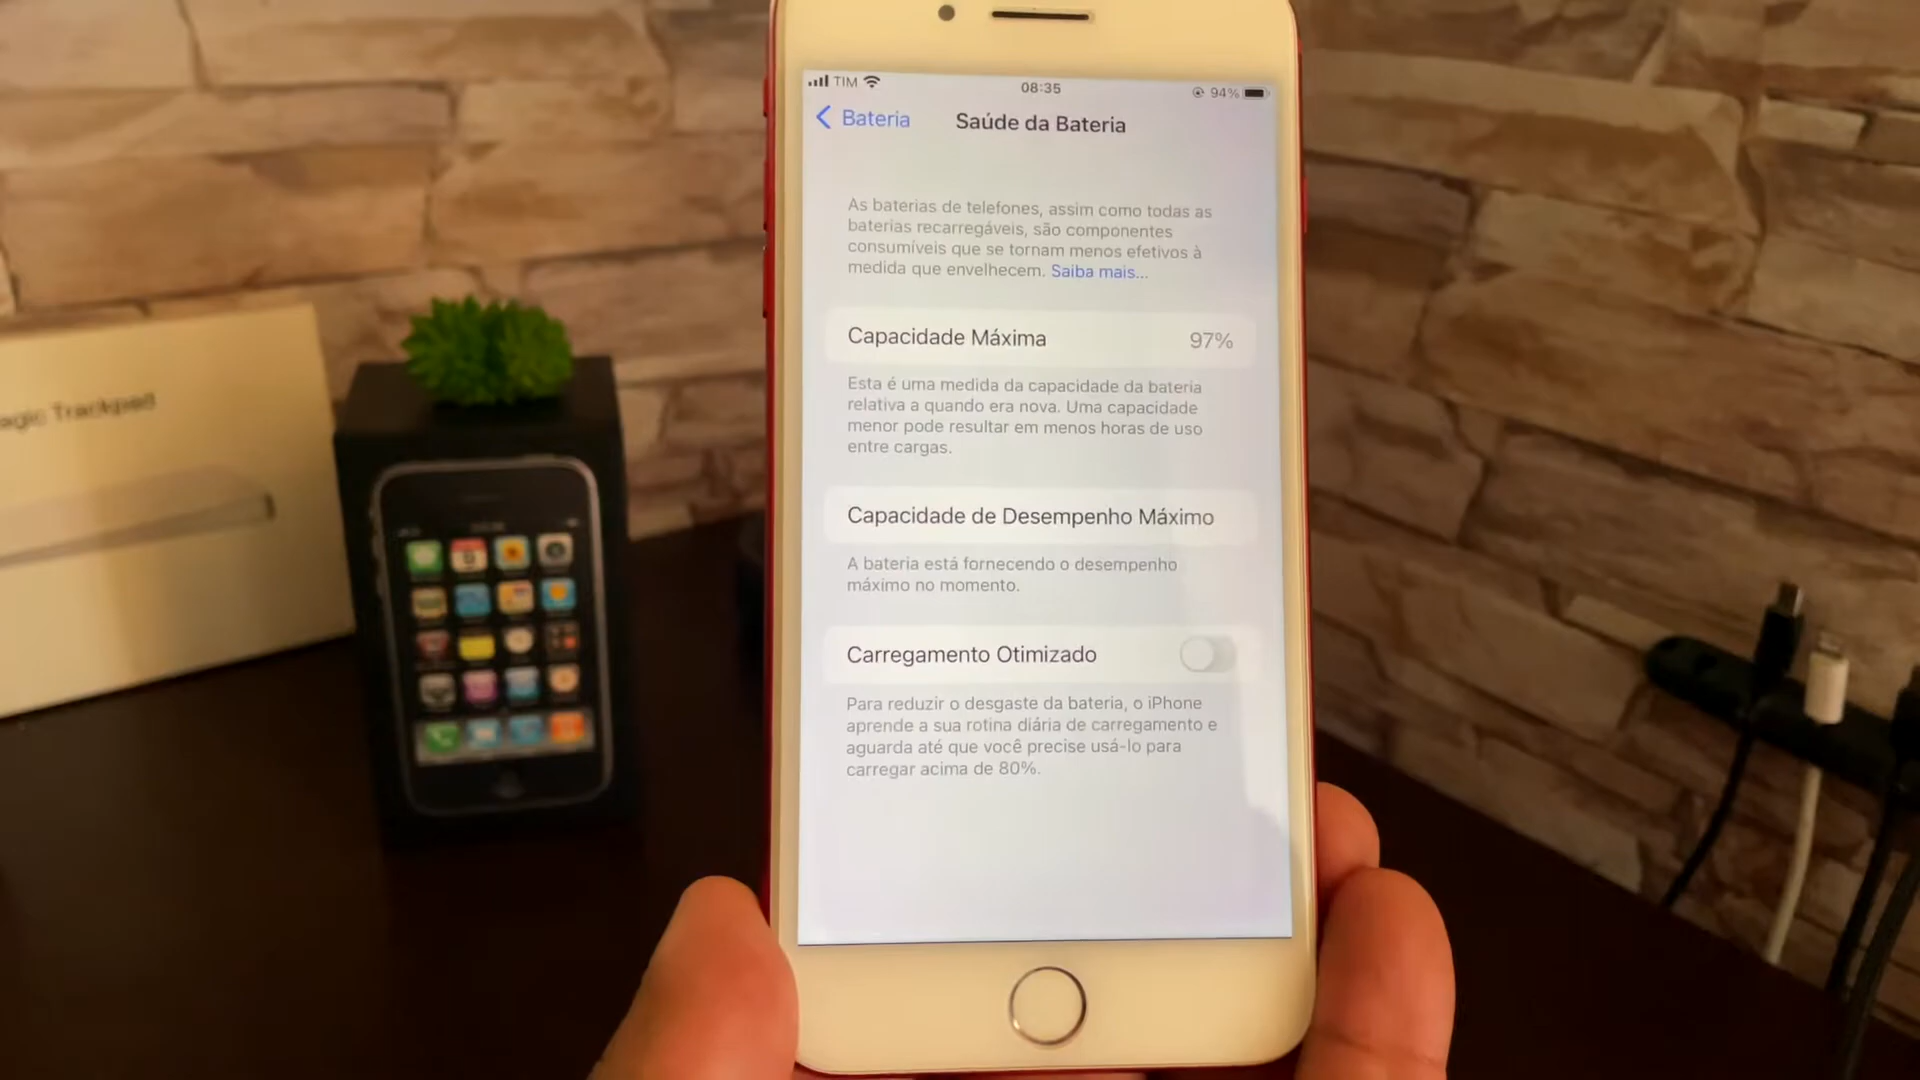 TIM 08:35 94%
Bateria Saúde da Bateria
As baterias de telefones, assim como todas as
baterias recarregáveis, são componentes
consumíveis que se tornam menos efetivos à
medida que envelhecem. Saiba mais...
Capacidade Máxima 97%
Esta é uma medida da capacidade da bateria
relativa a quando era nova. Uma capacidade
menor pode resultar em menos horas de uso
entre cargas.
Capacidade de Desempenho Máximo
A bateria está fornecendo o desempenho
máximo no momento.
Carregamento Otimizado
Para reduzir o desgaste da bateria, o iPhone
aprende a sua rotina diária de carregamento e
aguarda até que você precise usá-lo para
carregar acima de 80%.
agic Trackpad